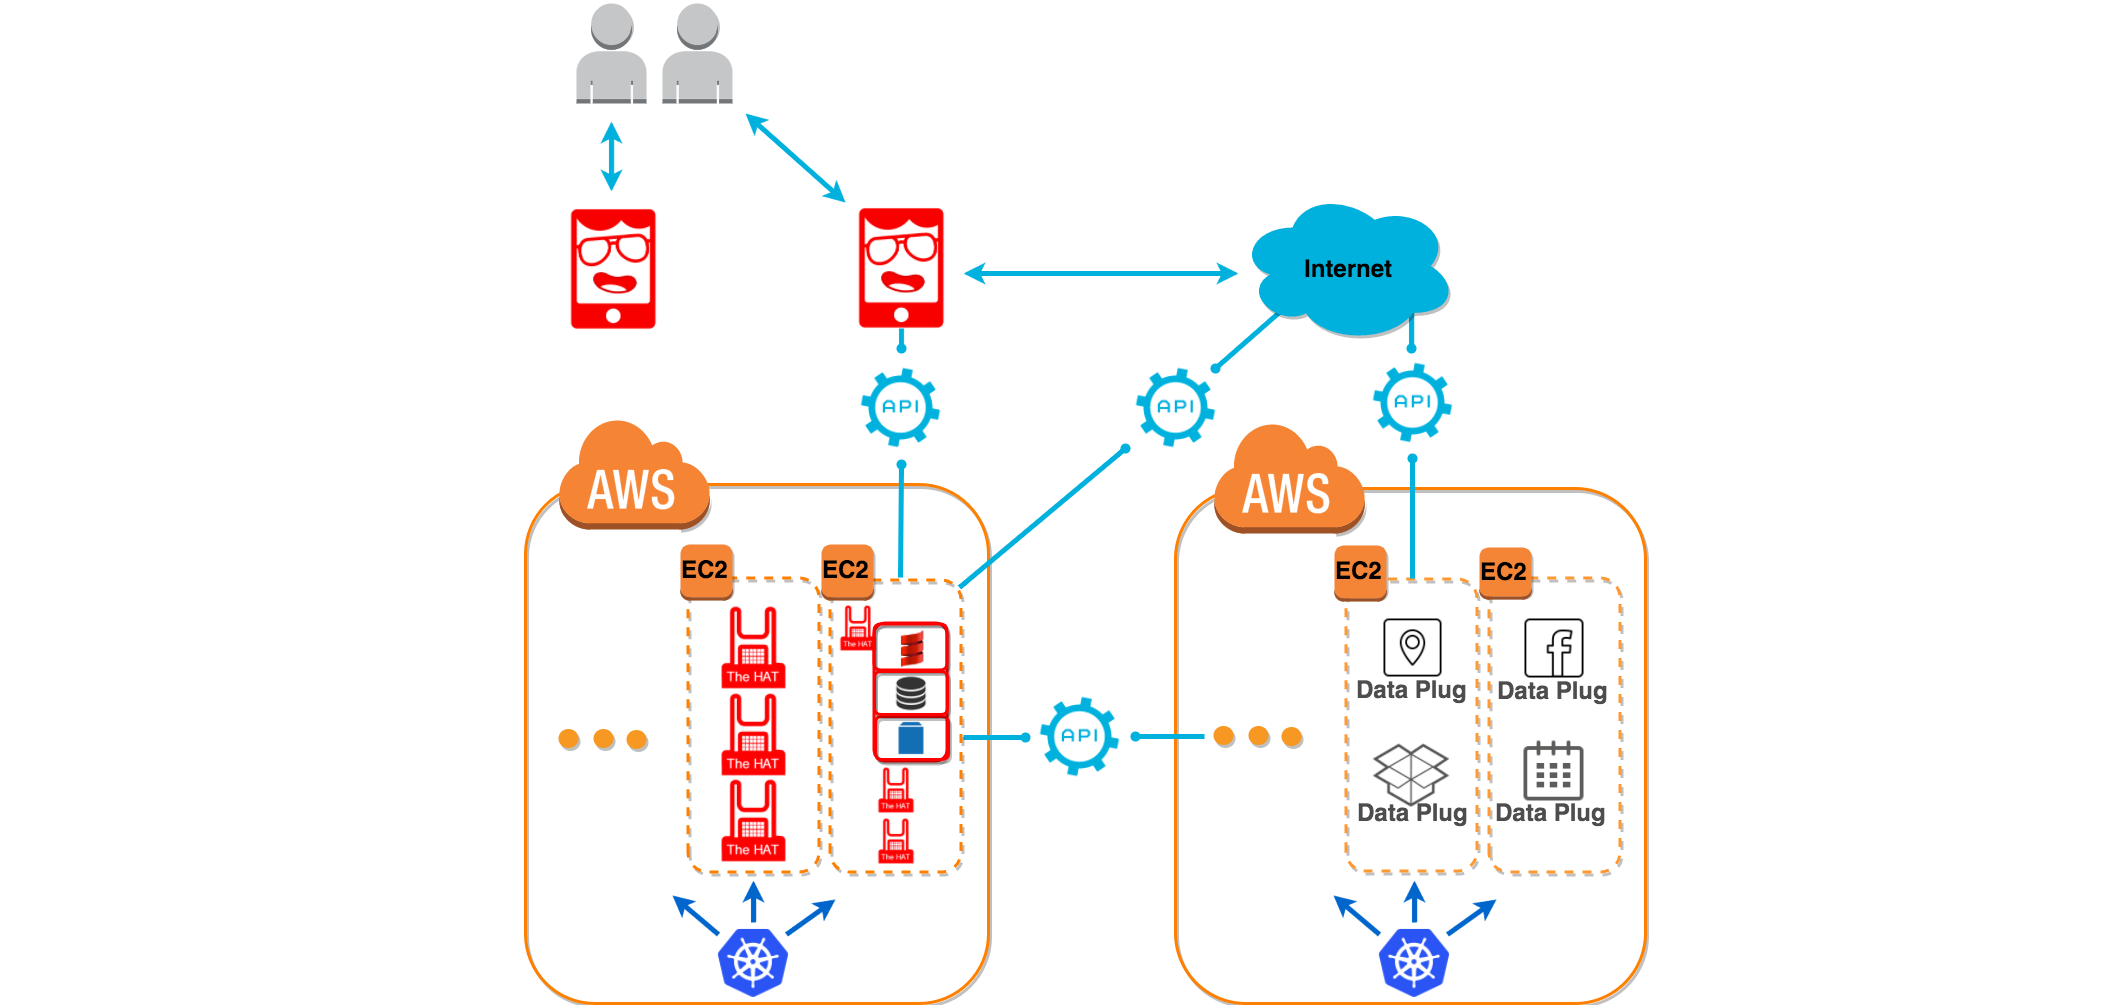 Internet
API
API
API
AWS
AWS
EC2
EC2
EC2
EC2
The HAT
The HAT
The HAT
The HAT
The HAT
The HAT
API
Data Plug
Data Plug
Data Plug
Data Plug